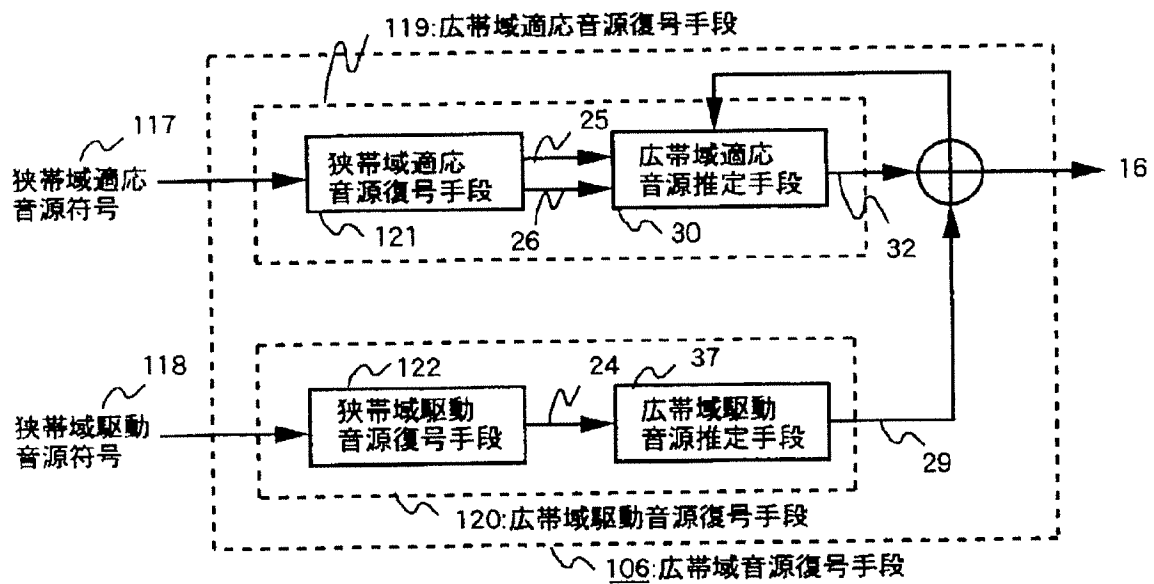 119:広帯域適応音源復号手段
117
狭帯域適応
音源符号
狭帯域適応
音源復号手段
121
25
26
広帯域適応
音源推定手段
30
32
16
118
狭帯域駆動
音源符号
122
狭帯域駆動
音源復号手段
24
37
広帯域駆動
音源推定手段
29
120:広帯域駆動音源復号手段
106:広帯域音源復号手段